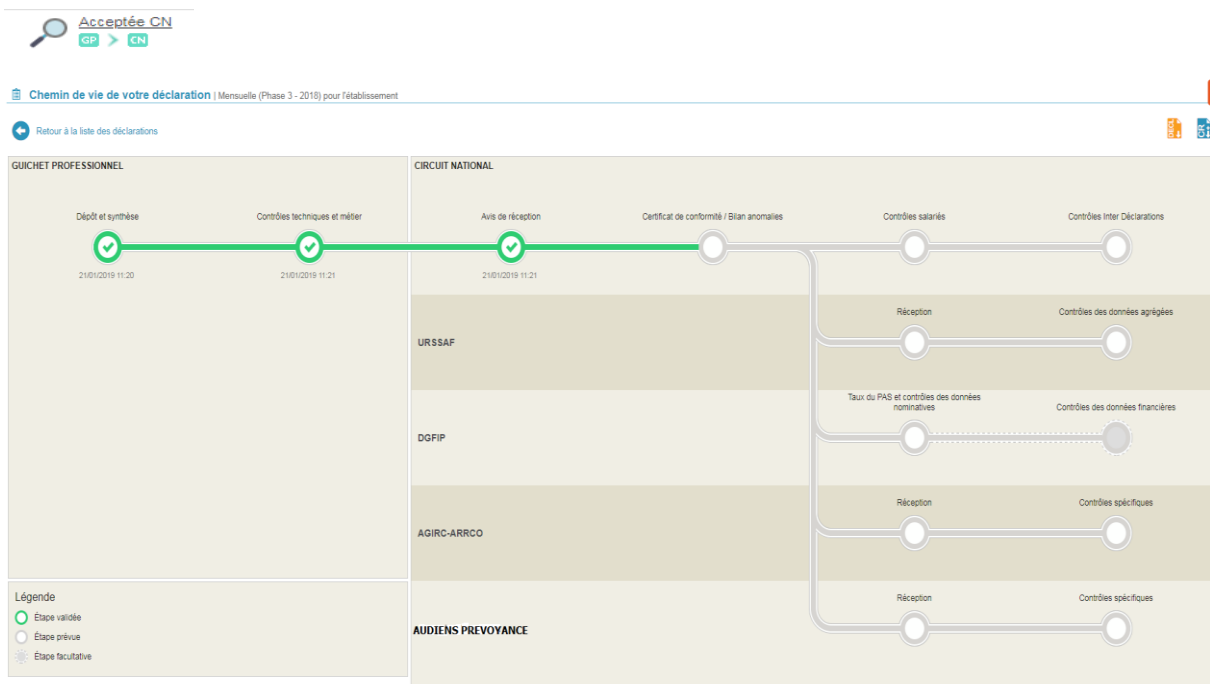 Acceptée CN
GP > CN
Chemin de vie de votre déclaration | Mensuelle (Phase 3 - 2018) pour l'établissement
Retour à la liste des déclarations
GUICHET PROFESSIONNEL
CIRCUIT NATIONAL
Dépôt et synthèse
Contrôles techniques et métier
Avis de réception
Certificat de conformité / Bilan anomalies
Contrôles salariés
Contrôles Inter Déclarations
21/01/2019 11:20
21/01/2019 11:21
21/01/2019 11:21
Réception
Contrôles des données agrégées
URSSAF
Taux du PAS et contrôles des données
nominatives
Contrôles des données financières
DGFIP
Réception
Contrôles spécifiques
AGIRC-ARRCO
Légende
Étape validée
Étape prévue
Étape facultative
Réception
Contrôles spécifiques
AUDIENS PREVOYANCE